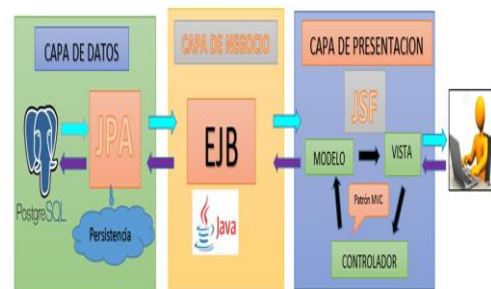 CAPA DE DATOS
JPA
PostgreSQL
Persistencia
CAPA DE NEGOCIO
EJB
Java
CAPA DE PRESENTACION
JSF
MODELO
VISTA
Patrón MVC
CONTROLADOR